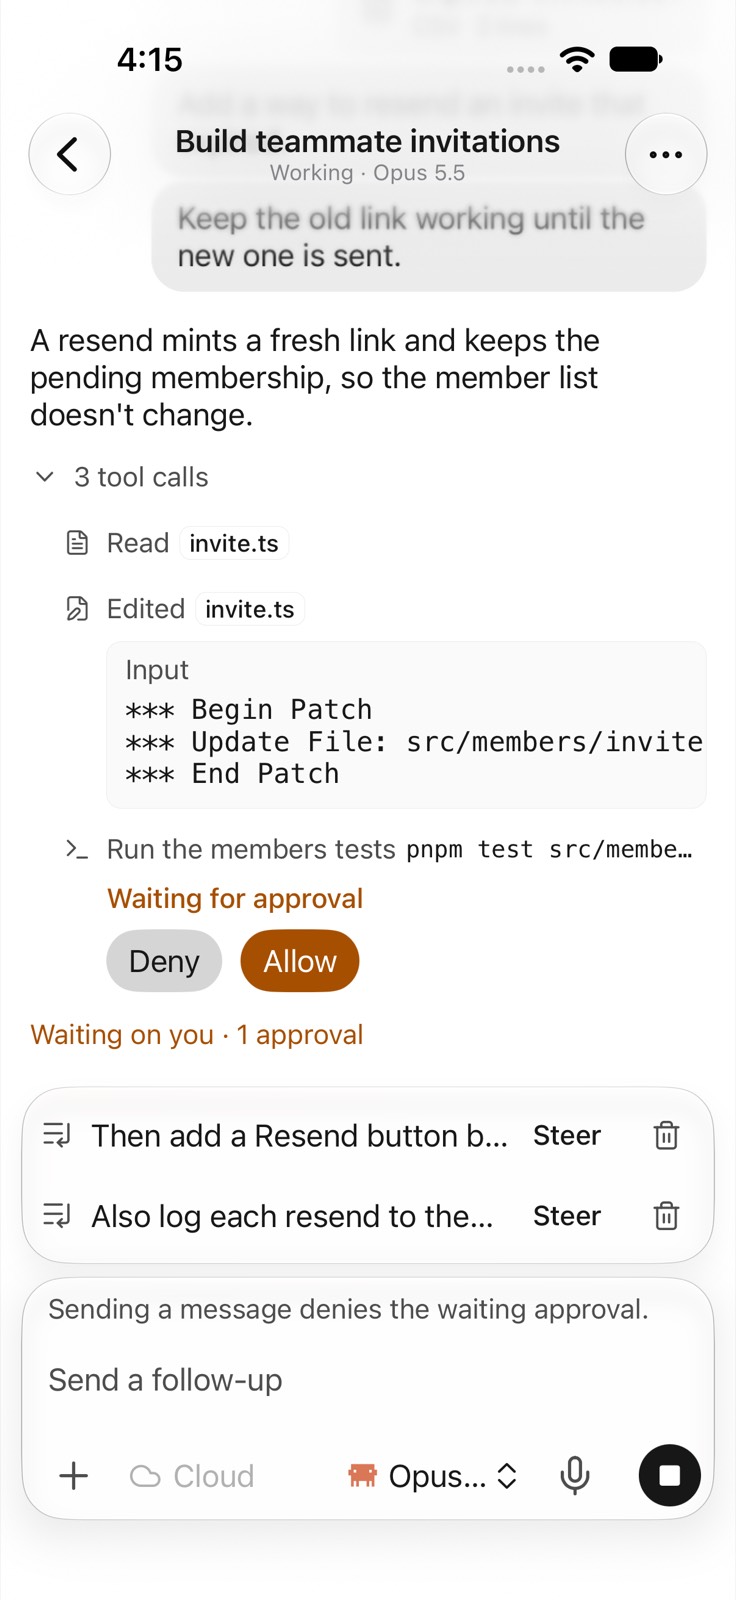 4:15
Build teammate invitations
Working · Opus 5.5
Keep the old link working until the
new one is sent.
A resend mints a fresh link and keeps the
pending membership, so the member list
doesn't change.
3 tool calls
Read invite.ts
Edited invite.ts
Input
*** Begin Patch
*** Update File: src/members/invite
*** End Patch
Run the members tests pnpm test src/membe…
Waiting for approval
Deny Allow
Waiting on you · 1 approval
Then add a Resend button b... Steer
Also log each resend to the... Steer
Sending a message denies the waiting approval.
Send a follow-up
Cloud Opus...